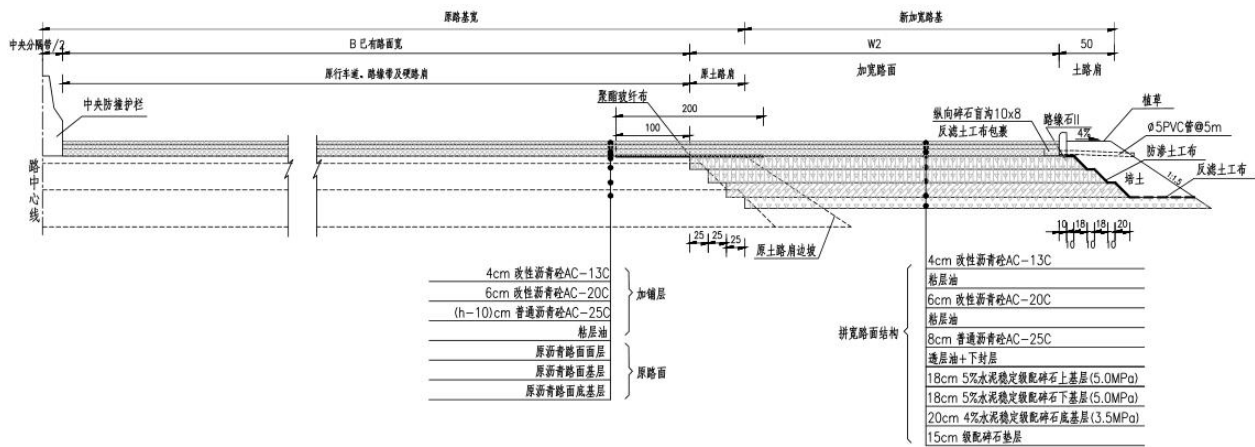 原路基宽
新加宽路基
中央分隔带/2
B 已有路面宽
W2
50
加宽路面
土路肩
原行车道、路缘带及硬路肩
原土路肩
聚酯玻纤布
200
100
中央防撞护栏
纵向碎石盲沟10x8
反滤土工布包裹
路缘石II
4%
植草
ø5PVC管@5m
防渗土工布
培土
1:1.5
反滤土工布
路中心线
25
25
25
原土路肩边坡
10
18
18
20
10
10
10
4cm 改性沥青砼AC-13C
6cm 改性沥青砼AC-20C
(h-10)cm 普通沥青砼AC-25C
粘层油
加铺层
原沥青路面面层
原沥青路面基层
原沥青路面底基层
原路面
拼宽路面结构
4cm 改性沥青砼AC-13C
粘层油
6cm 改性沥青砼AC-20C
粘层油
8cm 普通沥青砼AC-25C
透层油+下封层
18cm 5%水泥稳定级配碎石上基层(5.0MPa)
18cm 5%水泥稳定级配碎石下基层(5.0MPa)
20cm 4%水泥稳定级配碎石底基层(3.5MPa)
15cm 级配碎石垫层